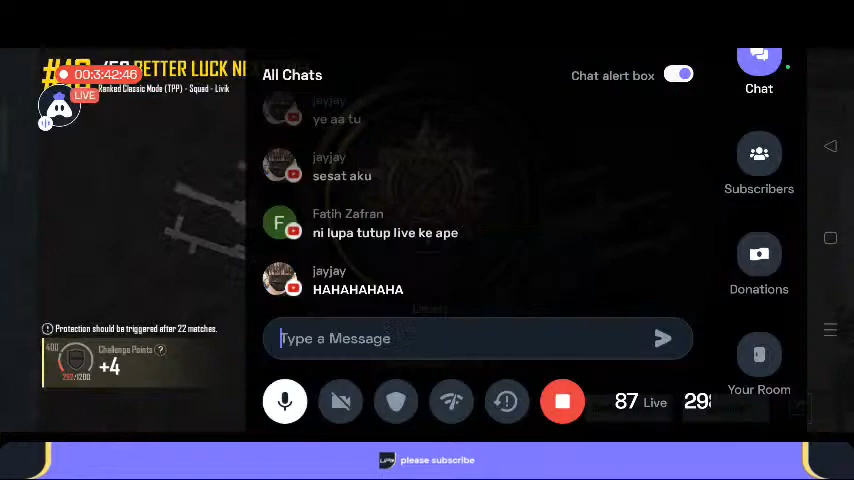 BETTER LUCK NE
00:3:42:46
LIVE
Ranked Classic Mode (TPP) - Squad - Livik
All Chats
Chat alert box
Chat
jayjay
ye aa tu
jayjay
sesat aku
Subscribers
Fatih Zafran
ni lupa tutup live ke ape
F
jayjay
HAHAHAHAHA
Donations
Type a Message
Protection should be triggered after 22 matches.
400
Challenge Points ?
+4
/1200
Your Room
87 Live
298
please subscribe